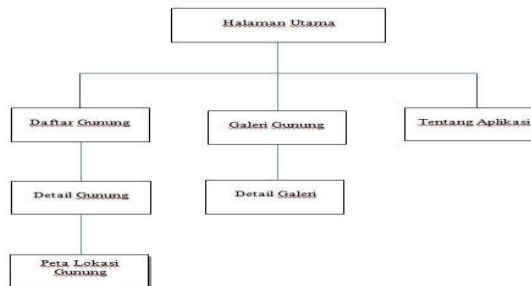 Halaman Utama
Daftar Gunung
Galeri Gunung
Tentang Aplikasi
Detail Gunung
Detail Galeri
Peta Lokasi
Gunung